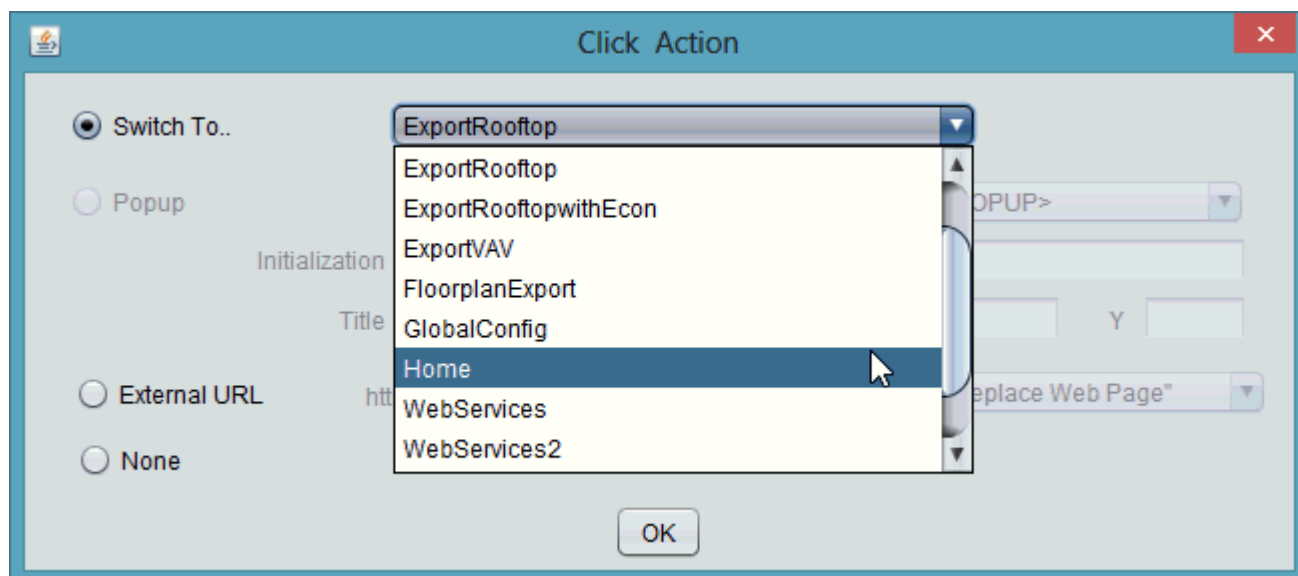 Click Action
Switch To.. ExportRooftop
ExportRooftop
Popup ExportRooftopwithEcon OPUP>
Initialization ExportVAV
FloorplanExport
Title GlobalConfig Y
Home
External URL htt WebServices eplace Web Page"
WebServices2
None
OK